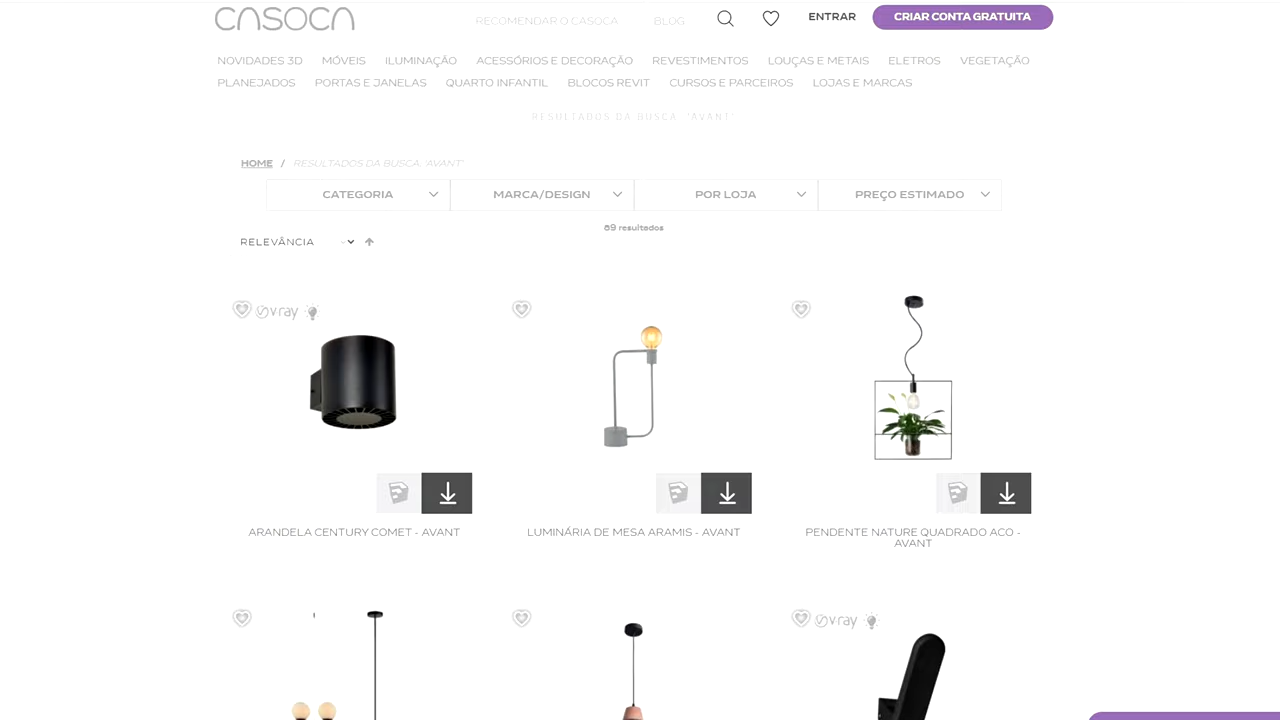 CASOCA
RECOMENDAR O CASOCA BLOG ENTRAR CRIAR CONTA GRATUITA
NOVIDADES 3D MÓVEIS ILUMINAÇÃO ACESSÓRIOS E DECORAÇÃO REVESTIMENTOS LOUÇAS E METAIS ELETROS VEGETAÇÃO
PLANEJADOS PORTAS E JANELAS QUARTO INFANTIL BLOCOS REVIT CURSOS E PARCEIROS LOJAS E MARCAS
RESULTADOS DA BUSCA: 'AVANT'
HOME / RESULTADOS DA BUSCA: 'AVANT'
CATEGORIA MARCA/DESIGN POR LOJA PREÇO ESTIMADO
69 resultados
RELEVÂNCIA
v-ray
ARANDELA CENTURY COMET - AVANT
LUMINÁRIA DE MESA ARAMIS - AVANT
PENDENTE NATURE QUADRADO ACO -
AVANT
v-ray